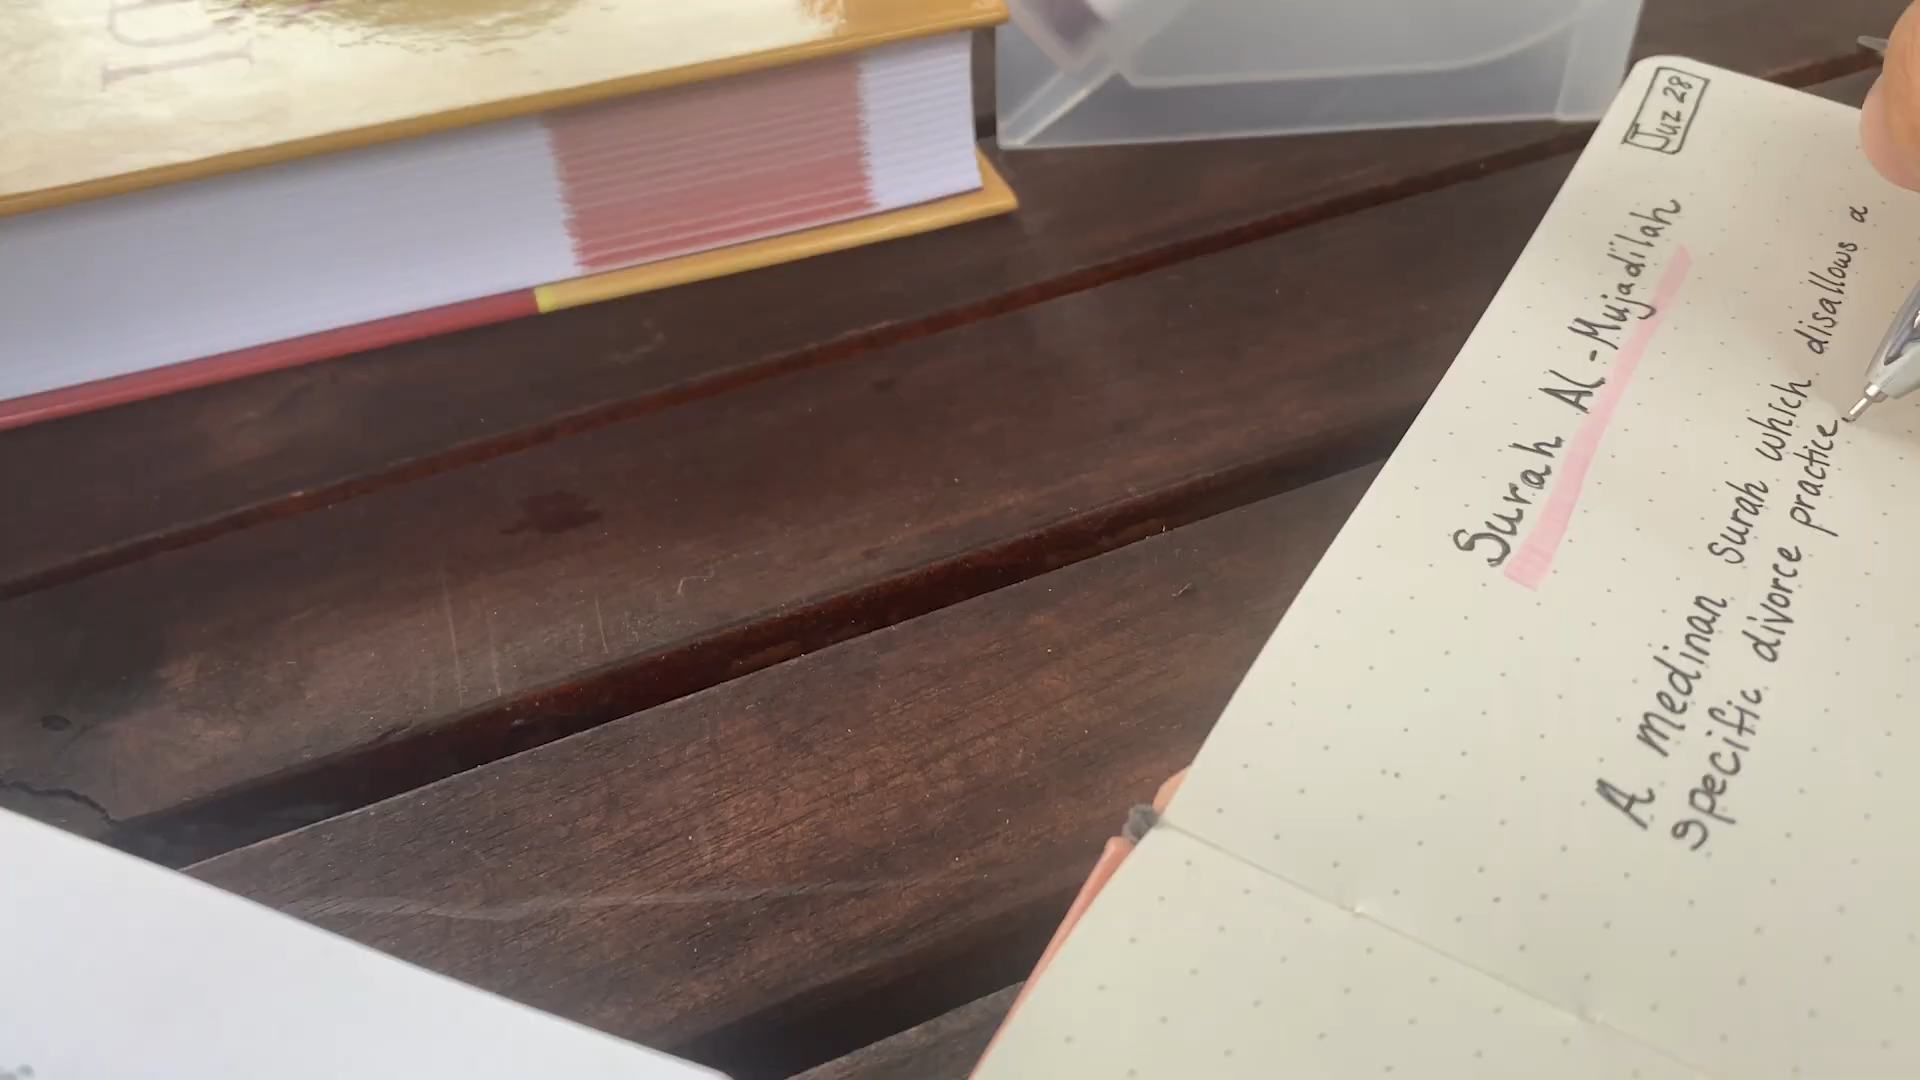 Juz 28
Surah Al-Mujadilah
A medinan surah which disallows a
specific divorce practice,